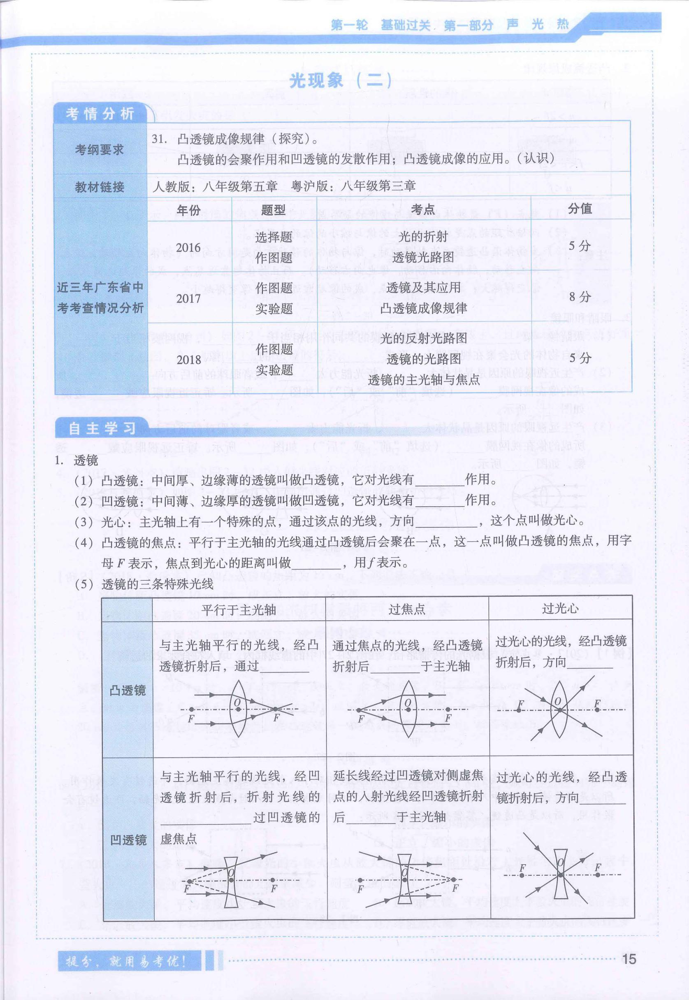 第一轮 基础过关 第一部分 声 光 热
光现象（二）
考情分析
考纲要求
31. 凸透镜成像规律（探究）。
凸透镜的会聚作用和凹透镜的发散作用；凸透镜成像的应用。（认识）
教材链接
人教版：八年级第五章 粤沪版：八年级第三章
近三年广东省中
考考查情况分析
年份 题型 考点 分值
2016
选择题
作图题
光的折射
透镜光路图
5分
2017
作图题
实验题
透镜及其应用
凸透镜成像规律
8分
2018
作图题
实验题
光的反射光路图
透镜的光路图
透镜的主光轴与焦点
5分
自主学习
1. 透镜
（1）凸透镜：中间厚、边缘薄的透镜叫做凸透镜，它对光线有________作用。
（2）凹透镜：中间薄、边缘厚的透镜叫做凹透镜，它对光线有________作用。
（3）光心：主光轴上有一个特殊的点，通过该点的光线，方向__________，这个点叫做光心。
（4）凸透镜的焦点：平行于主光轴的光线通过凸透镜后会聚在一点，这一点叫做凸透镜的焦点，用字
母F表示，焦点到光心的距离叫做________，用f表示。
（5）透镜的三条特殊光线
平行于主光轴 过焦点 过光心
凸透镜
与主光轴平行的光线，经凸
透镜折射后，通过________
F O F
通过焦点的光线，经凸透镜
折射后________于主光轴
F O F
过光心的光线，经凸透镜
折射后，方向________
F O F
凹透镜
与主光轴平行的光线，经凹
透镜折射后，折射光线的
______________过凹透镜的
虚焦点
F O F
延长线经过凹透镜对侧虚焦
点的入射光线经凹透镜折射
后________于主光轴
F O F
过光心的光线，经凸透
镜折射后，方向________
F O F
提分，就用易考优！
15